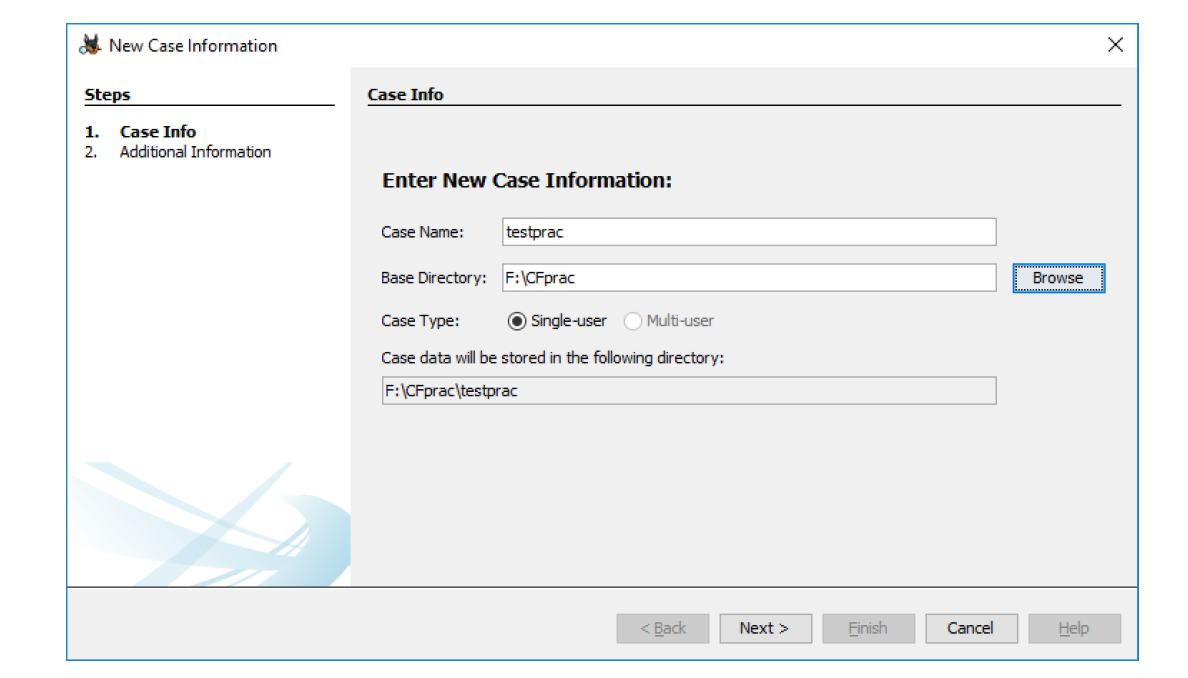 New Case Information
Steps
1. Case Info
2. Additional Information
Case Info
Enter New Case Information:
Case Name: testprac
Base Directory: F:\CFprac Browse
Case Type: Single-user Multi-user
Case data will be stored in the following directory:
F:\CFprac\testprac
< Back Next > Finish Cancel Help